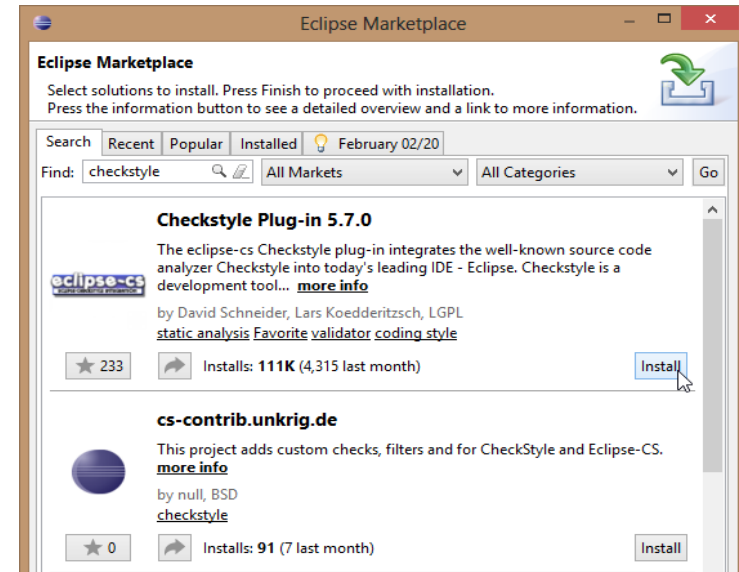 Eclipse Marketplace
Eclipse Marketplace
Select solutions to install. Press Finish to proceed with installation.
Press the information button to see a detailed overview and a link to more information.
Search Recent Popular Installed February 02/20
Find: checkstyle All Markets All Categories Go
Checkstyle Plug-in 5.7.0
The eclipse-cs Checkstyle plug-in integrates the well-known source code
analyzer Checkstyle into today's leading IDE - Eclipse. Checkstyle is a
eclipse-cs development tool... more info
by David Schneider, Lars Koedderitzsch, LGPL
static analysis Favorite validator coding style
233 Installs: 111K (4,315 last month) Install
cs-contrib.unkrig.de
This project adds custom checks, filters and for CheckStyle and Eclipse-CS.
more info
by null, BSD
checkstyle
0 Installs: 91 (7 last month) Install